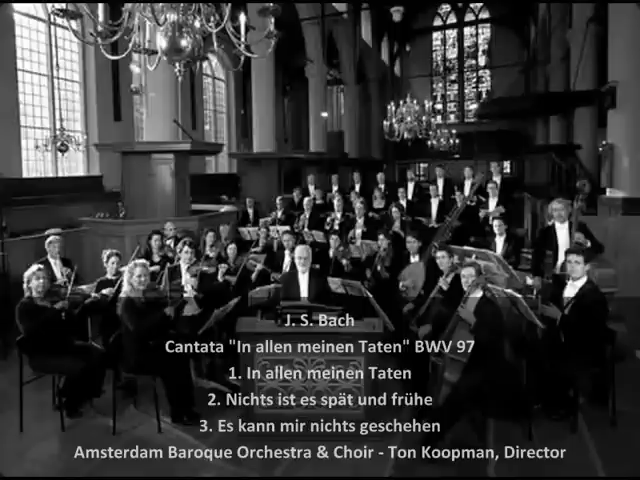 J. S. Bach
Cantata "In allen meinen Taten" BWV 97
1. In allen meinen Taten
2. Nichts ist es spät und frühe
3. Es kann mir nichts geschehen
Amsterdam Baroque Orchestra & Choir - Ton Koopman, Director